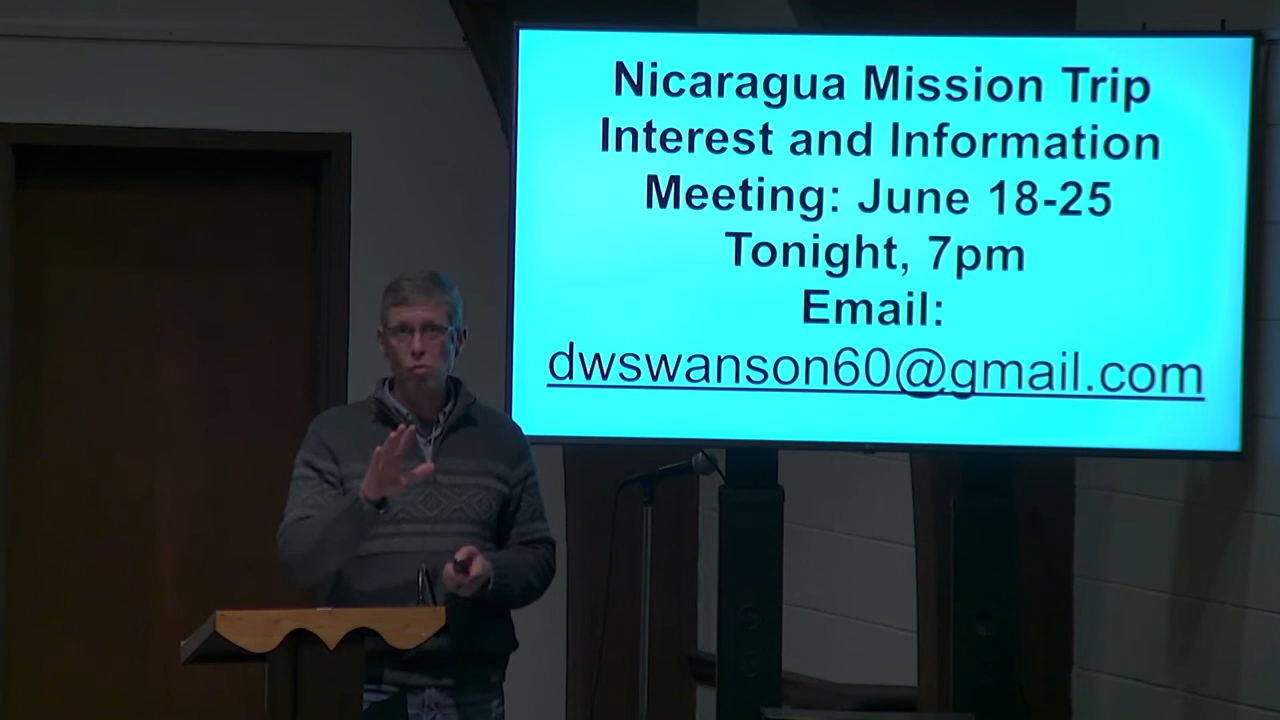 Nicaragua Mission Trip
Interest and Information
Meeting: June 18-25
Tonight, 7pm
Email:
dwswanson60@gmail.com